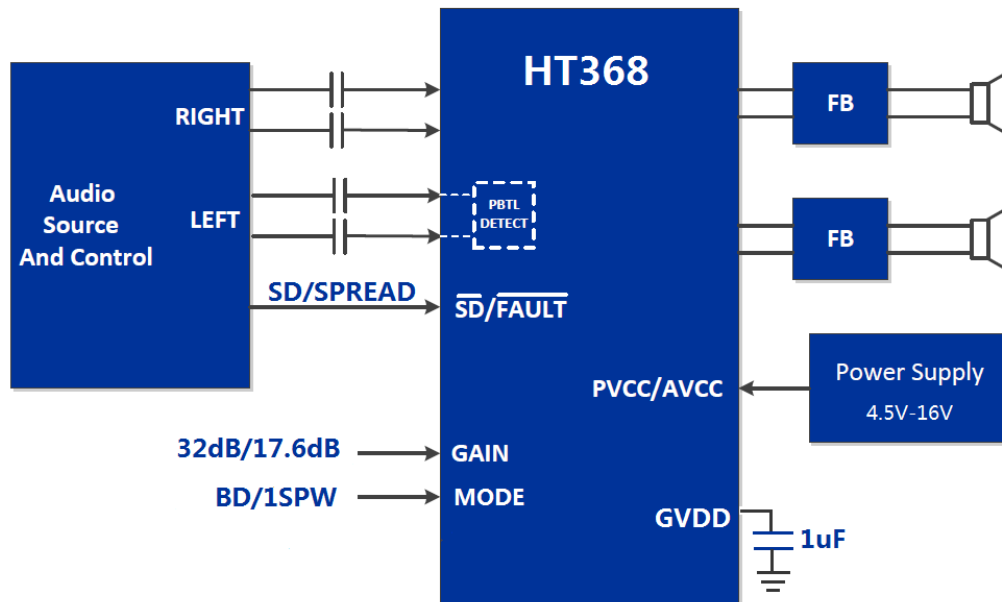 HT368
Audio
Source
And Control
RIGHT
LEFT
SD/SPREAD
PBTL
DETECT
SD/FAULT
FB
FB
PVCC/AVCC
Power Supply
4.5V-16V
32dB/17.6dB
GAIN
BD/1SPW
MODE
GVDD
1uF